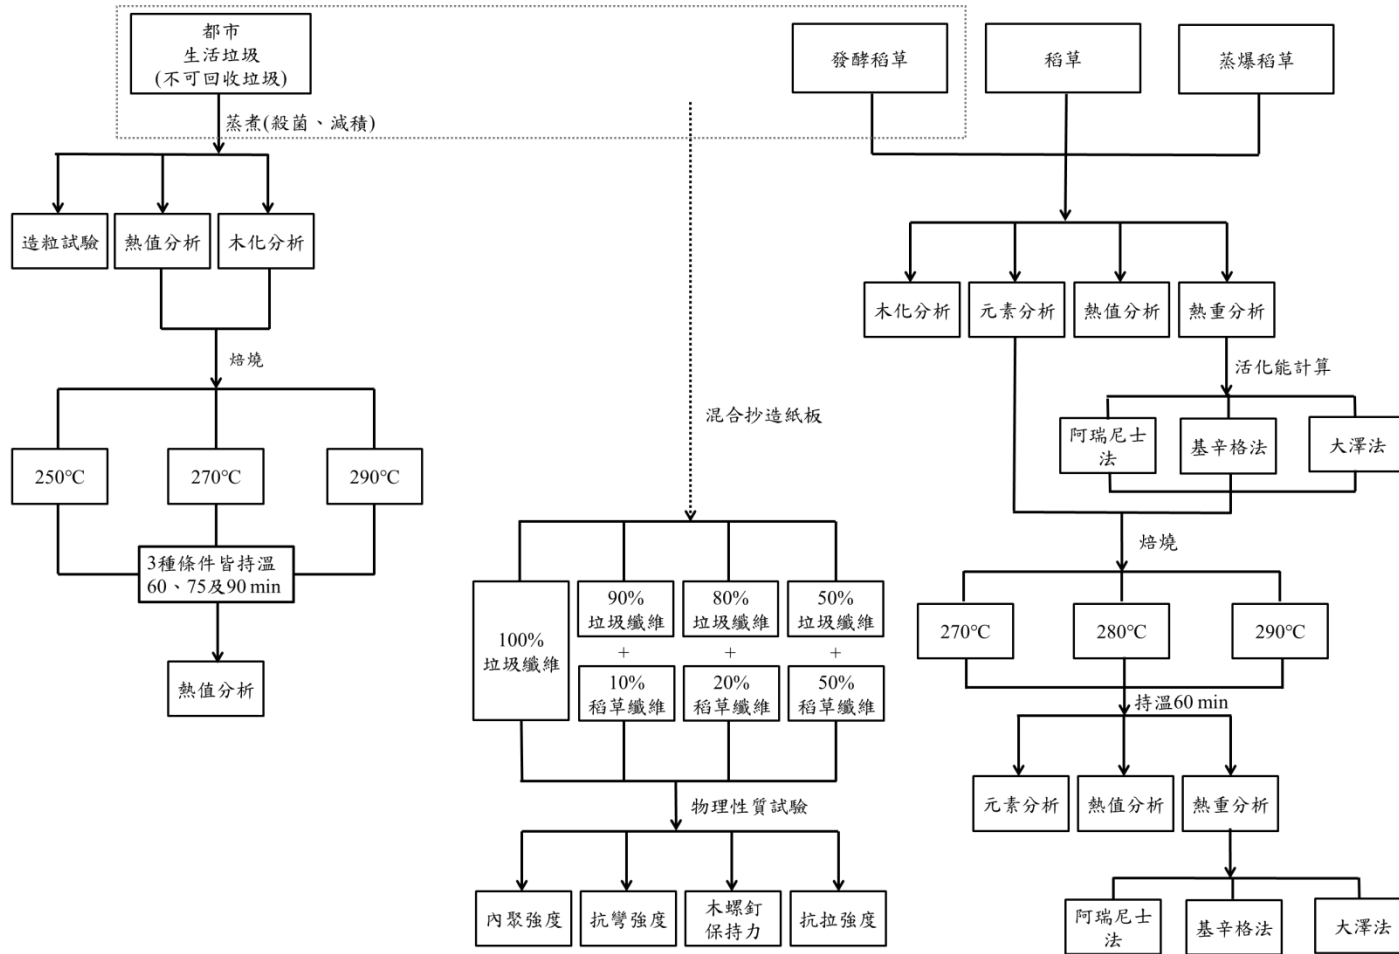 都市
生活垃圾
(不可回收垃圾)
發酵稻草
稻草
蒸爆稻草
蒸煮(殺菌、減積)
造粒試驗
熱值分析
木化分析
焙燒
250°C
270°C
290°C
3種條件皆持溫
60、75及90 min
熱值分析
混合抄造紙板
100%
垃圾纖維
90%
垃圾纖維
+
10%
稻草纖維
80%
垃圾纖維
+
20%
稻草纖維
50%
垃圾纖維
+
50%
稻草纖維
物理性質試驗
內聚強度
抗彎強度
木螺釘
保持力
抗拉強度
木化分析
元素分析
熱值分析
熱重分析
活化能計算
阿瑞尼士
法
基辛格法
大澤法
焙燒
270°C
280°C
290°C
持溫60 min
元素分析
熱值分析
熱重分析
阿瑞尼士
法
基辛格法
大澤法